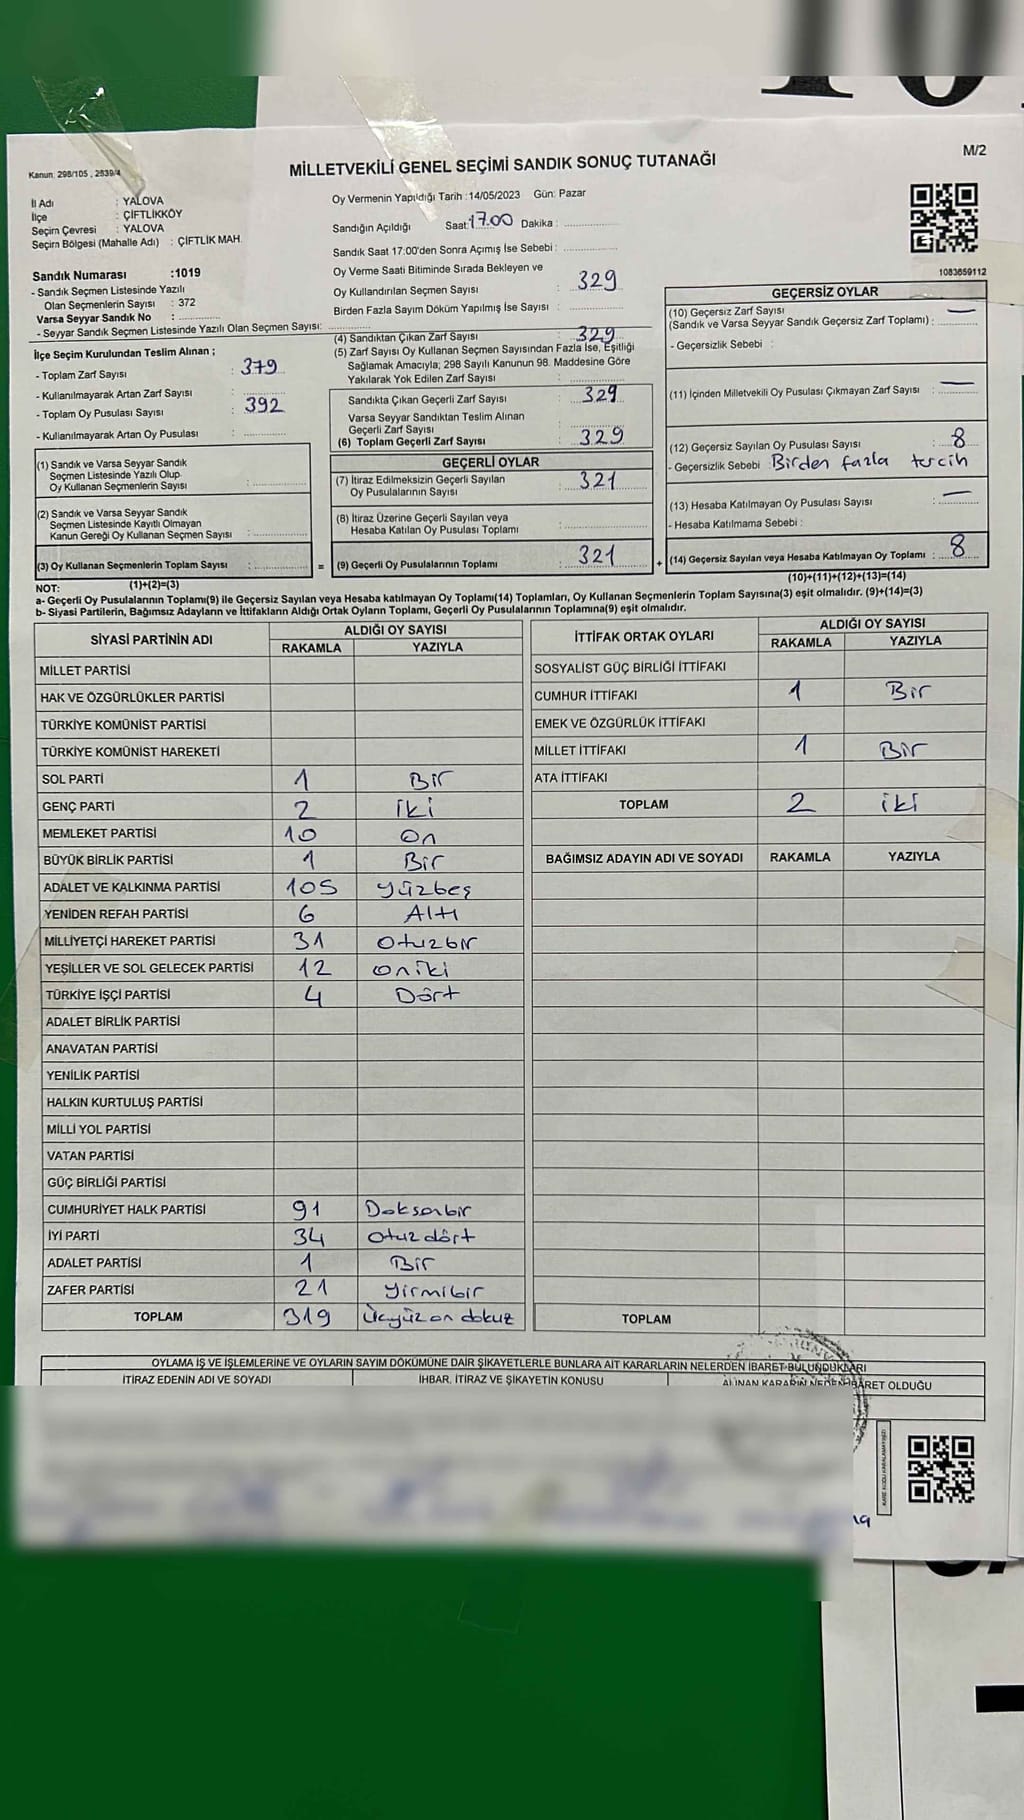 M/2
Kanun: 298/105 , 2839/4
MİLLETVEKİLİ GENEL SEÇİMİ SANDIK SONUÇ TUTANAĞI
İl Adı : YALOVA
İlçe : ÇİFTLİKKÖY
Seçim Çevresi : YALOVA
Seçim Bölgesi (Mahalle Adı) : ÇİFTLİK MAH.
Sandık Numarası :1019
- Sandık Seçmen Listesinde Yazılı
Olan Seçmenlerin Sayısı : 372
Varsa Seyyar Sandık No :
- Seyyar Sandık Seçmen Listesinde Yazılı Olan Seçmen Sayısı:
İlçe Seçim Kurulundan Teslim Alınan ;
- Toplam Zarf Sayısı : 379
- Kullanılmayarak Artan Zarf Sayısı :
- Toplam Oy Pusulası Sayısı : 392
- Kullanılmayarak Artan Oy Pusulası :
(1) Sandık ve Varsa Seyyar Sandık
Seçmen Listesinde Yazılı Olup
Oy Kullanan Seçmenlerin Sayısı :
(2) Sandık ve Varsa Seyyar Sandık
Seçmen Listesinde Kayıtlı Olmayan
Kanun Gereği Oy Kullanan Seçmen Sayısı :
(3) Oy Kullanan Seçmenlerin Toplam Sayısı :
(1)+(2)=(3)
Oy Vermenin Yapıldığı Tarih :14/05/2023 Gün: Pazar
Sandığın Açıldığı Saat: 17.00 Dakika :
Sandık Saat 17:00'den Sonra Açımış İse Sebebi :
Oy Verme Saati Bitiminde Sırada Bekleyen ve
Oy Kullandırılan Seçmen Sayısı : 329
Birden Fazla Sayım Döküm Yapılmış İse Sayısı :
(4) Sandıktan Çıkan Zarf Sayısı : 329
(5) Zarf Sayısı Oy Kullanan Seçmen Sayısından Fazla İse, Eşitliği
Sağlamak Amacıyla, 298 Sayılı Kanunun 98. Maddesine Göre
Yakılarak Yok Edilen Zarf Sayısı :
Sandıkta Çıkan Geçerli Zarf Sayısı : 329
Varsa Seyyar Sandıktan Teslim Alınan
Geçerli Zarf Sayısı :
(6) Toplam Geçerli Zarf Sayısı : 329
GEÇERLİ OYLAR
(7) İtiraz Edilmeksizin Geçerli Sayılan
Oy Pusulalarının Sayısı : 321
(8) İtiraz Üzerine Geçerli Sayılan veya
Hesaba Katılan Oy Pusulası Toplamı :
= (9) Geçerli Oy Pusulalarının Toplamı : 321
1083659112
GEÇERSİZ OYLAR
(10) Geçersiz Zarf Sayısı
(Sandık ve Varsa Seyyar Sandık Geçersiz Zarf Toplamı) : —
- Geçersizlik Sebebi :
(11) İçinden Milletvekili Oy Pusulası Çıkmayan Zarf Sayısı : —
(12) Geçersiz Sayılan Oy Pusulası Sayısı : 8
- Geçersizlik Sebebi : Birden fazla tercih
(13) Hesaba Katılmayan Oy Pusulası Sayısı : —
- Hesaba Katılmama Sebebi :
+ (14) Geçersiz Sayılan veya Hesaba Katılmayan Oy Toplamı : 8
(10)+(11)+(12)+(13)=(14)
NOT:
a- Geçerli Oy Pusulalarının Toplamı(9) ile Geçersiz Sayılan veya Hesaba katılmayan Oy Toplamı(14) Toplamları, Oy Kullanan Seçmenlerin Toplam Sayısına(3) eşit olmalıdır. (9)+(14)=(3)
b- Siyasi Partilerin, Bağımsız Adayların ve İttifakların Aldığı Ortak Oyların Toplamı, Geçerli Oy Pusulalarının Toplamına(9) eşit olmalıdır.
SİYASİ PARTİNİN ADI ALDIĞI OY SAYISI
RAKAMLA YAZIYLA
MİLLET PARTİSİ
HAK VE ÖZGÜRLÜKLER PARTİSİ
TÜRKİYE KOMÜNİST PARTİSİ
TÜRKİYE KOMÜNİST HAREKETİ
SOL PARTİ 1 Bir
GENÇ PARTİ 2 iki
MEMLEKET PARTİSİ 10 on
BÜYÜK BİRLİK PARTİSİ 1 Bir
ADALET VE KALKINMA PARTİSİ 105 yüzbeş
YENİDEN REFAH PARTİSİ 6 Altı
MİLLİYETÇİ HAREKET PARTİSİ 31 otuzbir
YEŞİLLER VE SOL GELECEK PARTİSİ 12 oniki
TÜRKİYE İŞÇİ PARTİSİ 4 Dört
ADALET BİRLİK PARTİSİ
ANAVATAN PARTİSİ
YENİLİK PARTİSİ
HALKIN KURTULUŞ PARTİSİ
MİLLİ YOL PARTİSİ
VATAN PARTİSİ
GÜÇ BİRLİĞİ PARTİSİ
CUMHURİYET HALK PARTİSİ 91 Doksanbir
İYİ PARTİ 34 otuzdört
ADALET PARTİSİ 1 Bir
ZAFER PARTİSİ 21 yirmibir
TOPLAM 319 Üçyüzondokuz
İTTİFAK ORTAK OYLARI ALDIĞI OY SAYISI
RAKAMLA YAZIYLA
SOSYALİST GÜÇ BİRLİĞİ İTTİFAKI
CUMHUR İTTİFAKI 1 Bir
EMEK VE ÖZGÜRLÜK İTTİFAKI
MİLLET İTTİFAKI 1 Bir
ATA İTTİFAKI
TOPLAM 2 iki
BAĞIMSIZ ADAYIN ADI VE SOYADI RAKAMLA YAZIYLA
TOPLAM
OYLAMA İŞ VE İŞLEMLERİNE VE OYLARIN SAYIM DÖKÜMÜNE DAİR ŞİKAYETLERLE BUNLARA AİT KARARLARIN NELERDEN İBARET BULUNDUKLARI
İTİRAZ EDENİN ADI VE SOYADI İHBAR, İTİRAZ VE ŞİKAYETİN KONUSU ALINAN KARARIN NEDEN İBARET OLDUĞU